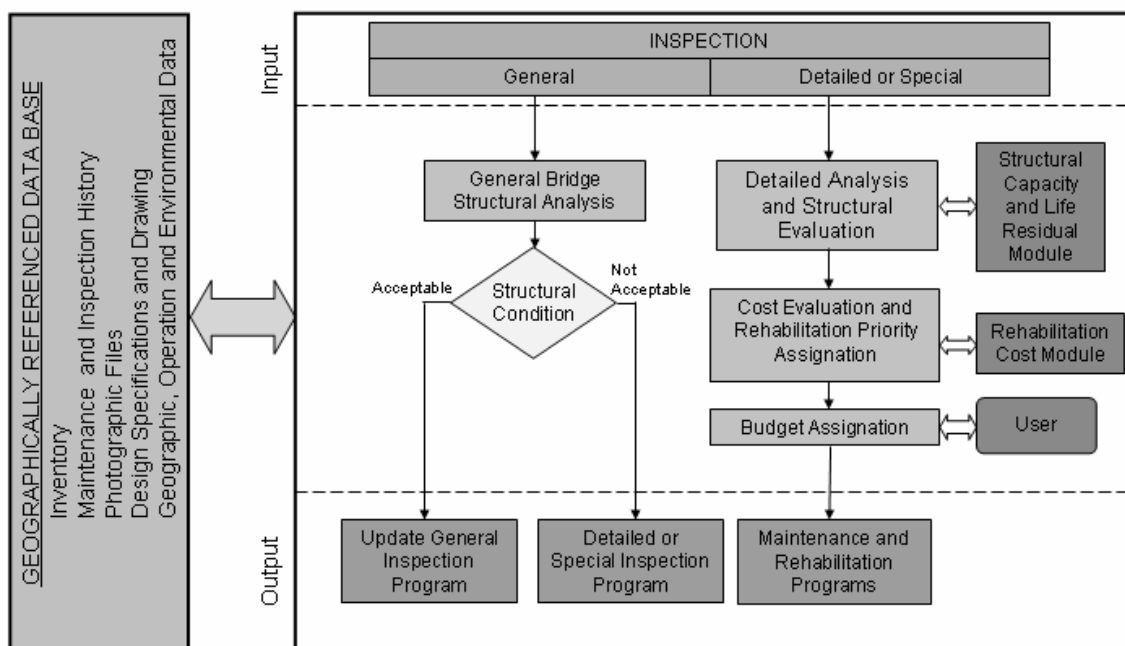 GEOGRAPHICALLY REFERENCED DATA BASE
Inventory
Maintenance and Inspection History
Photographic Files
Design Specifications and Drawing
Geographic, Operation and Environmental Data
Input
INSPECTION
General
Detailed or Special
General Bridge
Structural Analysis
Structural
Condition
Acceptable
Not
Acceptable
Detailed Analysis
and Structural
Evaluation
Structural
Capacity
and Life
Residual
Module
Cost Evaluation and
Rehabilitation Priority
Assignation
Rehabilitation
Cost Module
Budget Assignation
User
Output
Update General
Inspection
Program
Detailed or
Special Inspection
Program
Maintenance and
Rehabilitation
Programs